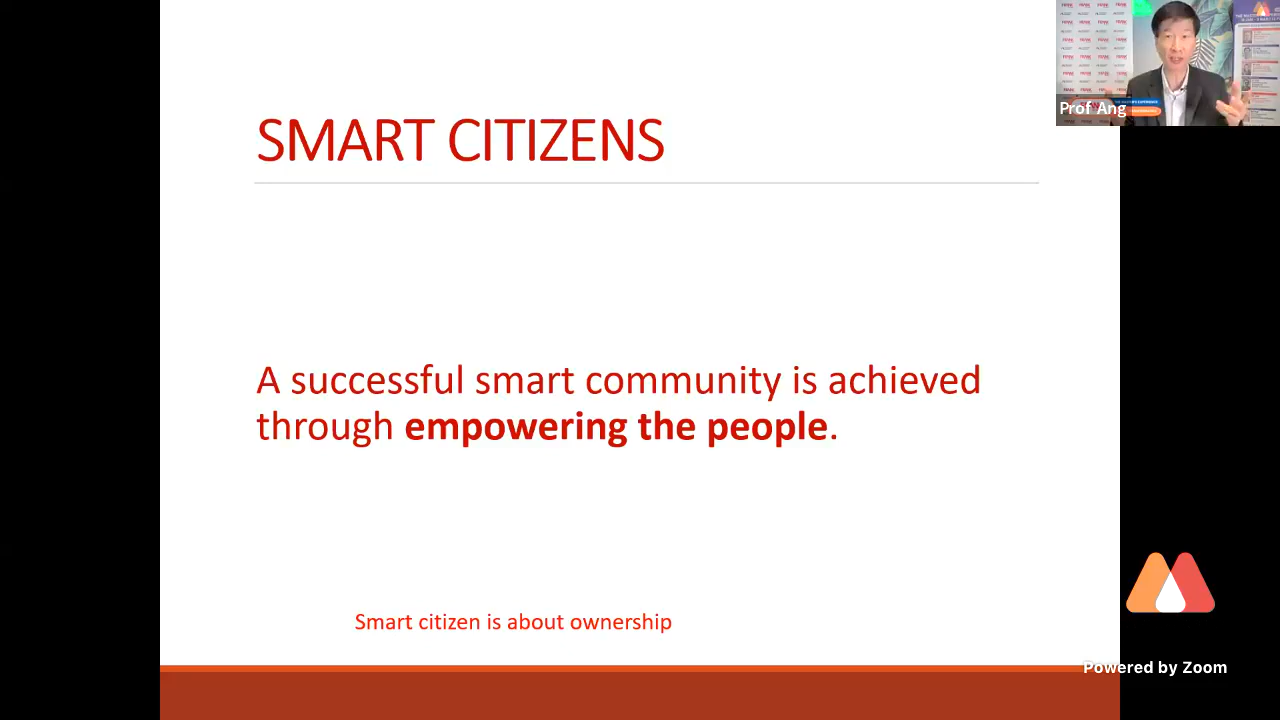 SMART CITIZENS
A successful smart community is achieved
through empowering the people.
Smart citizen is about ownership
Prof Ang
Powered by Zoom